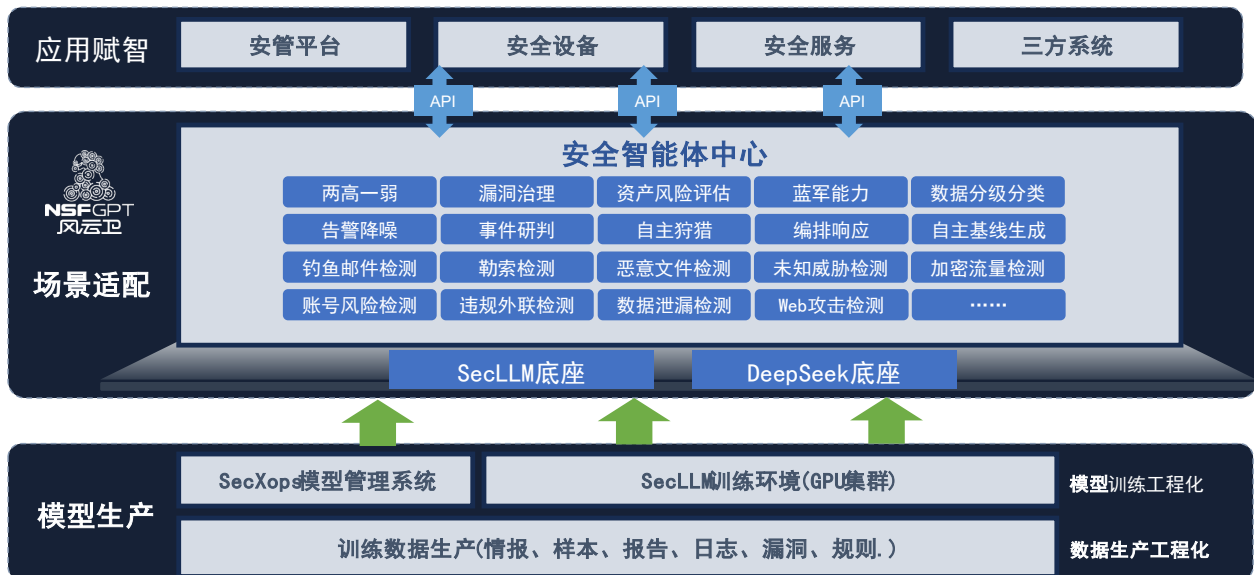 应用赋智
安管平台
安全设备
安全服务
三方系统
API
API
API
安全智能体中心
NSFGPT
风云卫
场景适配
两高一弱
漏洞治理
资产风险评估
蓝军能力
数据分级分类
告警降噪
事件研判
自主狩猎
编排响应
自主基线生成
钓鱼邮件检测
勒索检测
恶意文件检测
未知威胁检测
加密流量检测
账号风险检测
违规外联检测
数据泄漏检测
Web攻击检测
……
SecLLM底座
DeepSeek底座
模型生产
SecXops模型管理系统
SecLLM训练环境(GPU集群)
模型训练工程化
训练数据生产(情报、样本、报告、日志、漏洞、规则.)
数据生产工程化